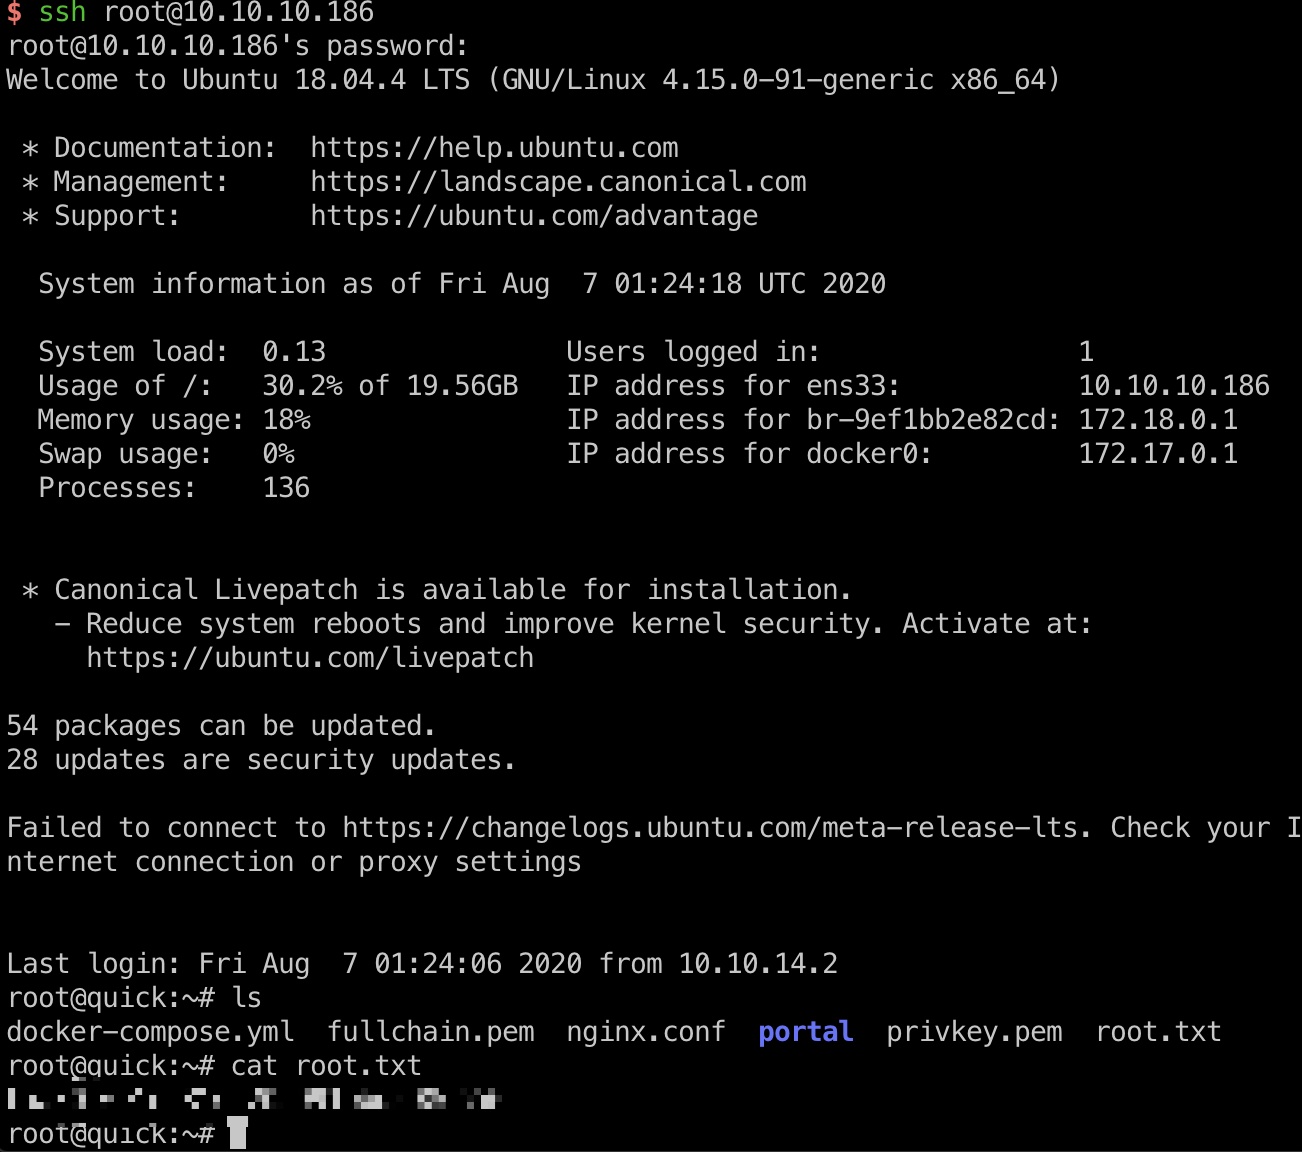 $ ssh root@10.10.10.186
root@10.10.10.186's password:
Welcome to Ubuntu 18.04.4 LTS (GNU/Linux 4.15.0-91-generic x86_64)
* Documentation:  https://help.ubuntu.com
* Management:     https://landscape.canonical.com
* Support:        https://ubuntu.com/advantage
System information as of Fri Aug  7 01:24:18 UTC 2020
System load:  0.13               Users logged in:                1
Usage of /:   30.2% of 19.56GB   IP address for ens33:           10.10.10.186
Memory usage: 18%                IP address for br-9ef1bb2e82cd: 172.18.0.1
Swap usage:   0%                 IP address for docker0:         172.17.0.1
Processes:    136
* Canonical Livepatch is available for installation.
- Reduce system reboots and improve kernel security. Activate at:
https://ubuntu.com/livepatch
54 packages can be updated.
28 updates are security updates.
Failed to connect to https://changelogs.ubuntu.com/meta-release-lts. Check your I
nternet connection or proxy settings
Last login: Fri Aug  7 01:24:06 2020 from 10.10.14.2
root@quick:~# ls
docker-compose.yml  fullchain.pem  nginx.conf  portal  privkey.pem  root.txt
root@quick:~# cat root.txt
root@quick:~#